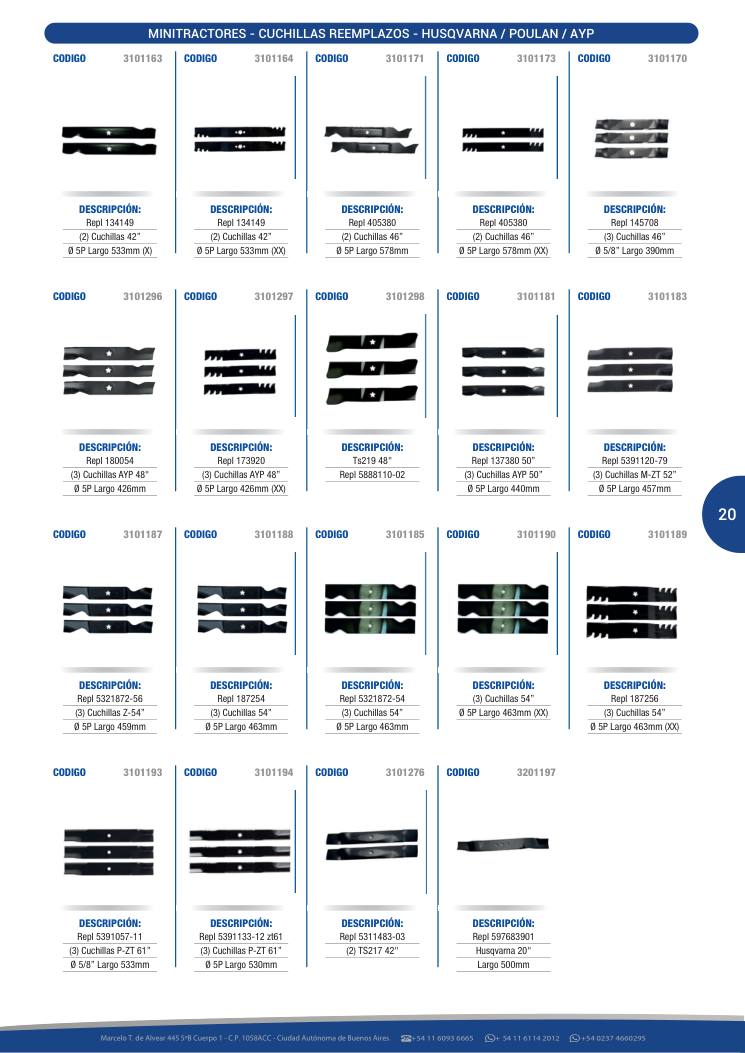 MINITRACTORES - CUCHILLAS REEMPLAZOS - HUSQVARNA / POULAN / AYP
CODIGO 3101163
DESCRIPCIÓN:
Repl 134149
(2) Cuchillas 42”
Ø 5P Largo 533mm (X)
CODIGO 3101164
DESCRIPCIÓN:
Repl 134149
(2) Cuchillas 42”
Ø 5P Largo 533mm (XX)
CODIGO 3101171
DESCRIPCIÓN:
Repl 405380
(2) Cuchillas 46”
Ø 5P Largo 578mm
CODIGO 3101173
DESCRIPCIÓN:
Repl 405380
(2) Cuchillas 46”
Ø 5P Largo 578mm (XX)
CODIGO 3101170
DESCRIPCIÓN:
Repl 145708
(3) Cuchillas 46”
Ø 5/8” Largo 390mm
CODIGO 3101296
DESCRIPCIÓN:
Repl 180054
(3) Cuchillas AYP 48”
Ø 5P Largo 426mm
CODIGO 3101297
DESCRIPCIÓN:
Repl 173920
(3) Cuchillas AYP 48”
Ø 5P Largo 426mm (XX)
CODIGO 3101298
DESCRIPCIÓN:
Ts219 48”
Repl 5888110-02
CODIGO 3101181
DESCRIPCIÓN:
Repl 137380 50”
(3) Cuchillas AYP 50”
Ø 5P Largo 440mm
CODIGO 3101183
DESCRIPCIÓN:
Repl 5391120-79
(3) Cuchillas M-ZT 52”
Ø 5P Largo 457mm
20
CODIGO 3101187
DESCRIPCIÓN:
Repl 5321872-56
(3) Cuchillas Z-54”
Ø 5P Largo 459mm
CODIGO 3101188
DESCRIPCIÓN:
Repl 187254
(3) Cuchillas 54”
Ø 5P Largo 463mm
CODIGO 3101185
DESCRIPCIÓN:
Repl 5321872-54
(3) Cuchillas 54”
Ø 5P Largo 463mm
CODIGO 3101190
DESCRIPCIÓN:
(3) Cuchillas 54”
Ø 5P Largo 463mm (XX)
CODIGO 3101189
DESCRIPCIÓN:
Repl 187256
(3) Cuchillas 54”
Ø 5P Largo 463mm (XX)
CODIGO 3101193
DESCRIPCIÓN:
Repl 5391057-11
(3) Cuchillas P-ZT 61”
Ø 5/8” Largo 533mm
CODIGO 3101194
DESCRIPCIÓN:
Repl 5391133-12 zt61
(3) Cuchillas P-ZT 61”
Ø 5P Largo 530mm
CODIGO 3101276
DESCRIPCIÓN:
Repl 5311483-03
(2) TS217 42”
CODIGO 3201197
DESCRIPCIÓN:
Repl 597683901
Husqvarna 20”
Largo 500mm
Marcelo T. de Alvear 445 5ºB Cuerpo 1 - C.P. 1058ACC - Ciudad Autónoma de Buenos Aires +54 11 6093 6665 + 54 11 6114 2012 +54 0237 4660295